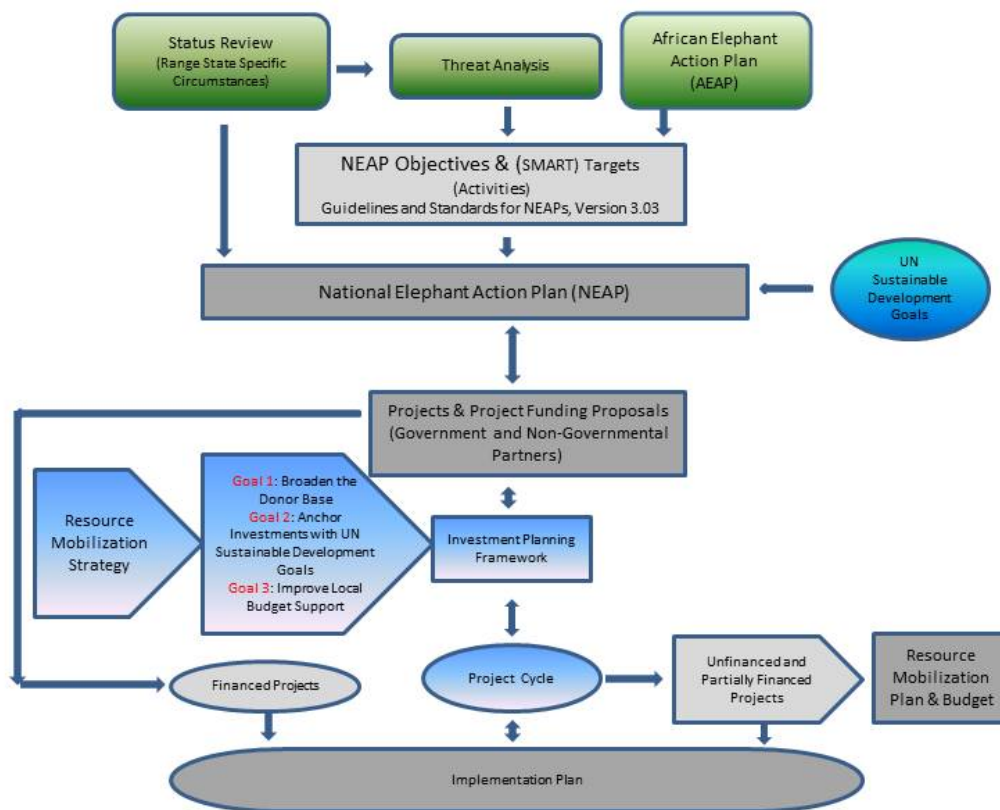 Status Review
(Range State Specific
Circumstances)
Threat Analysis
African Elephant
Action Plan
(AEAP)
NEAP Objectives & (SMART) Targets
(Activities)
Guidelines and Standards for NEAPs, Version 3.03
National Elephant Action Plan (NEAP)
UN
Sustainable
Development
Goals
Projects & Project Funding Proposals
(Government and Non-Governmental
Partners)
Resource
Mobilization
Strategy
Goal 1: Broaden the
Donor Base
Goal 2: Anchor
Investments with UN
Sustainable Development
Goals
Goal 3: Improve Local
Budget Support
Investment Planning
Framework
Financed Projects
Project Cycle
Unfinanced and
Partially Financed
Projects
Resource
Mobilization
Plan & Budget
Implementation Plan